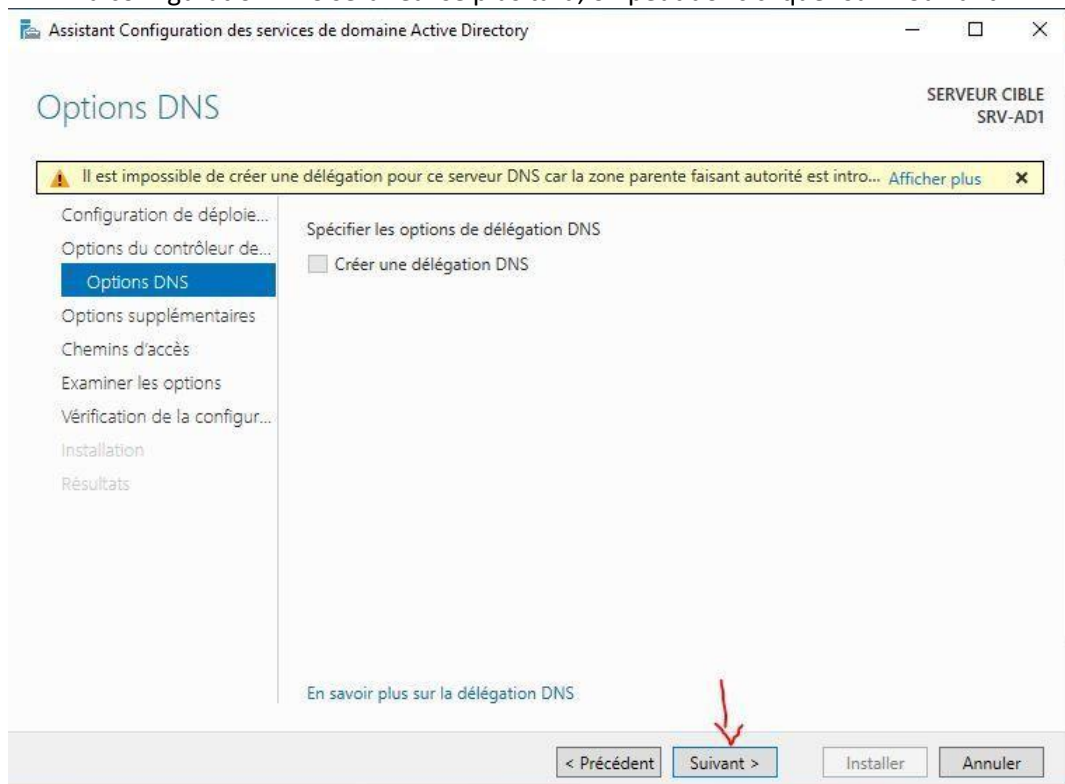 Assistant Configuration des services de domaine Active Directory
Options DNS
SERVEUR CIBLE
SRV-AD1
Il est impossible de créer une délégation pour ce serveur DNS car la zone parente faisant autorité est intro... Afficher plus
Configuration de déploie...
Options du contrôleur de...
Options DNS
Options supplémentaires
Chemins d'accès
Examiner les options
Vérification de la configur...
Installation
Résultats
Spécifier les options de délégation DNS
Créer une délégation DNS
En savoir plus sur la délégation DNS
< Précédent
Suivant >
Installer
Annuler